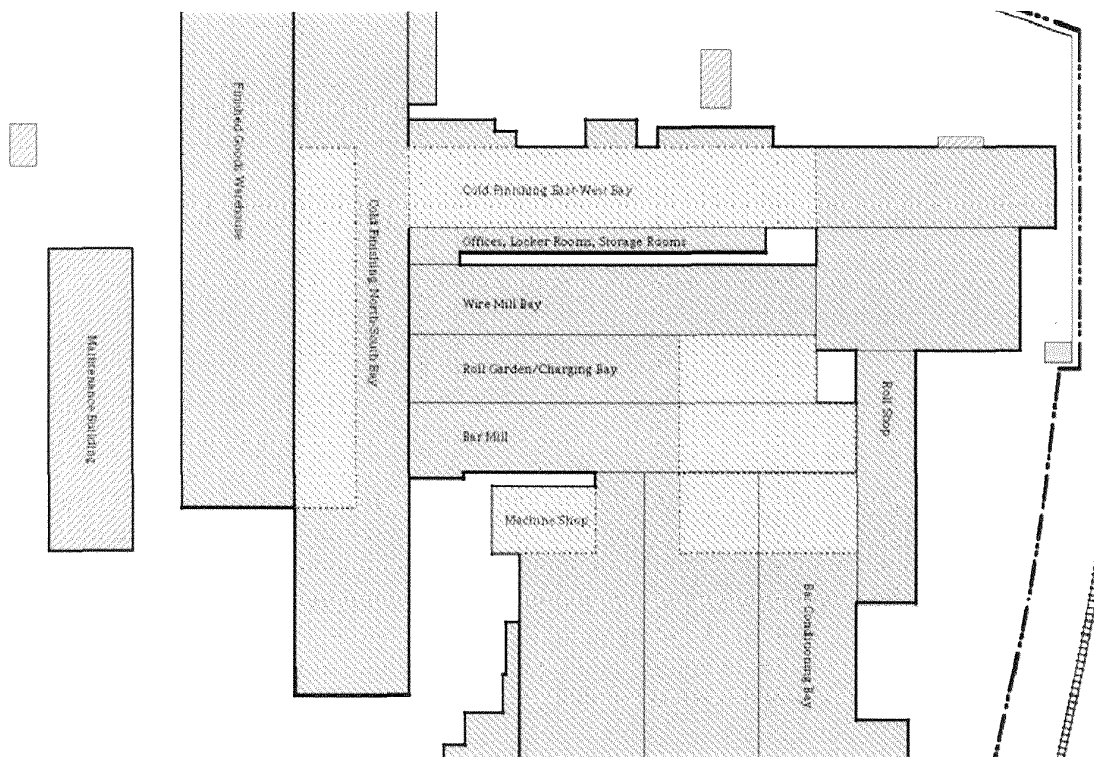 Finished Goods Warehouse
Cold Finishing North-South Bay
Maintenance Building
Cold Finishing East-West Bay
Offices, Locker Rooms, Storage Rooms
Wire Mill Bay
Roll Garden/Charging Bay
Bar Mill
Roll Shop
Machine Shop
Bar Conditioning Bay